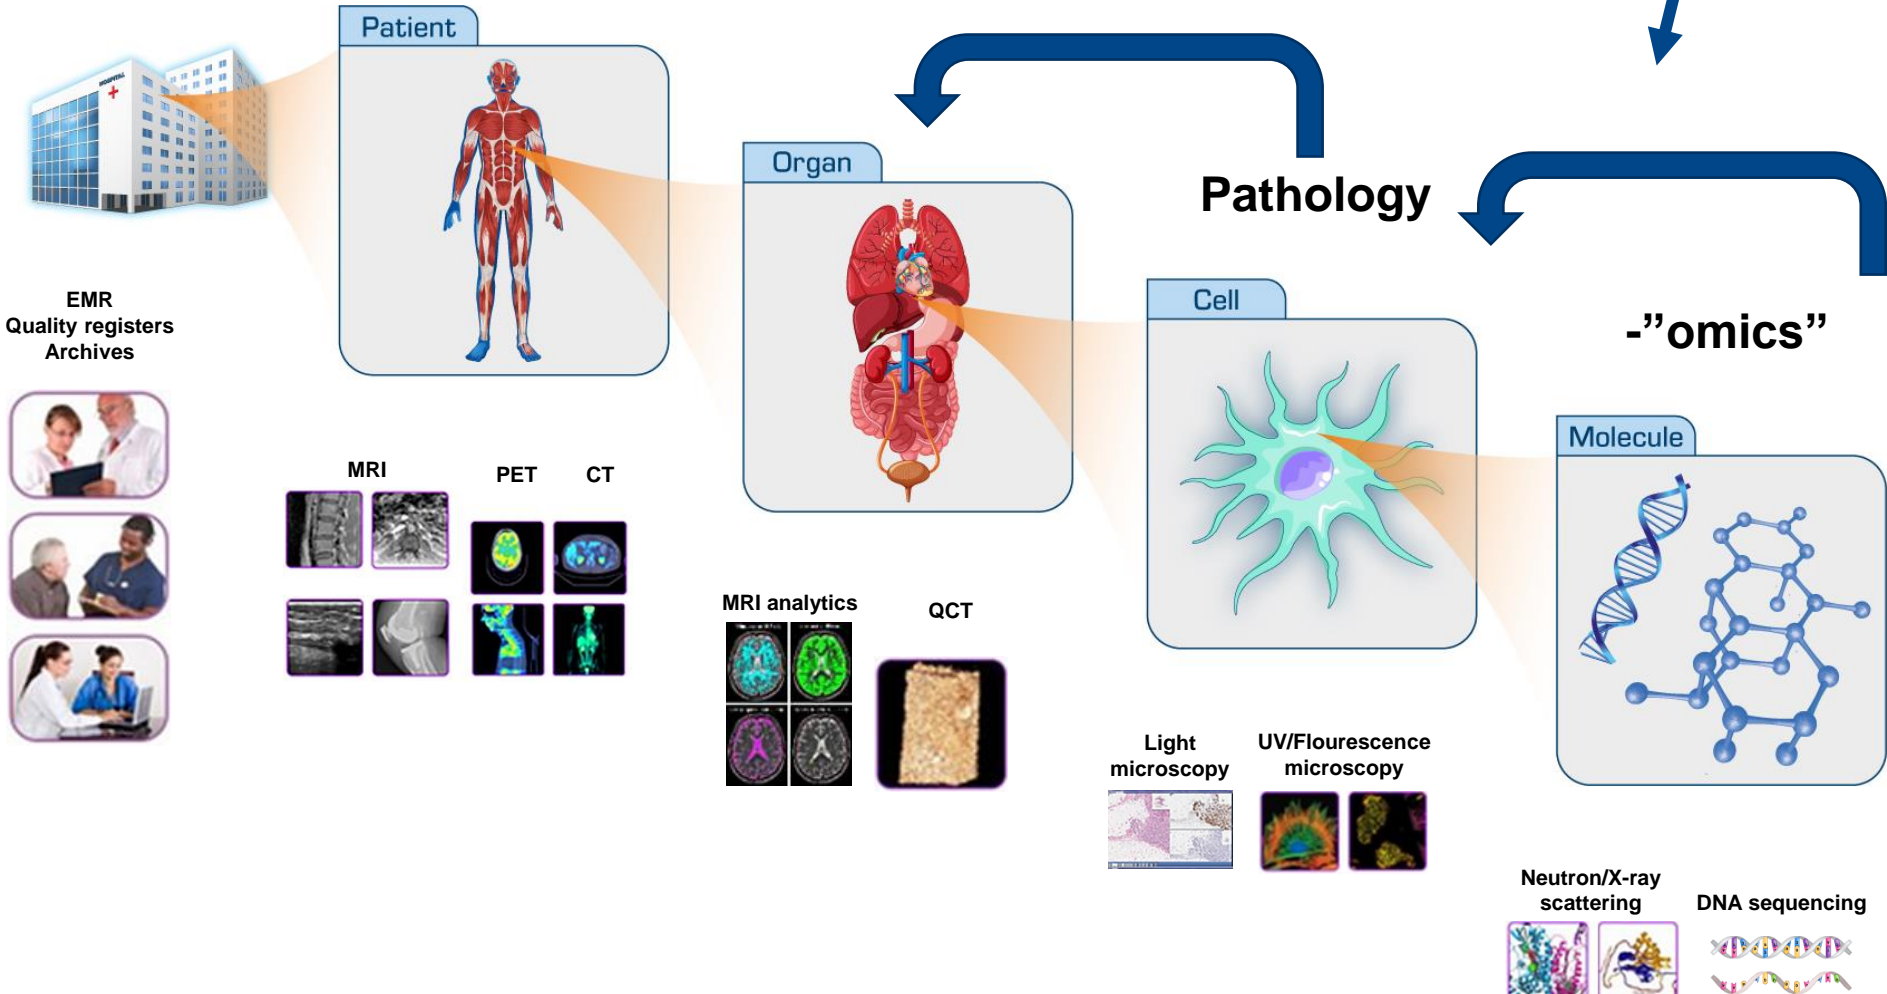 Patient
HOSPITAL
Organ
Pathology
Cell
-”omics”
EMR
Quality registers
Archives
Molecule
MRI
PET
CT
MRI analytics
QCT
Light
microscopy
UV/Flourescence
microscopy
Neutron/X-ray
scattering
DNA sequencing